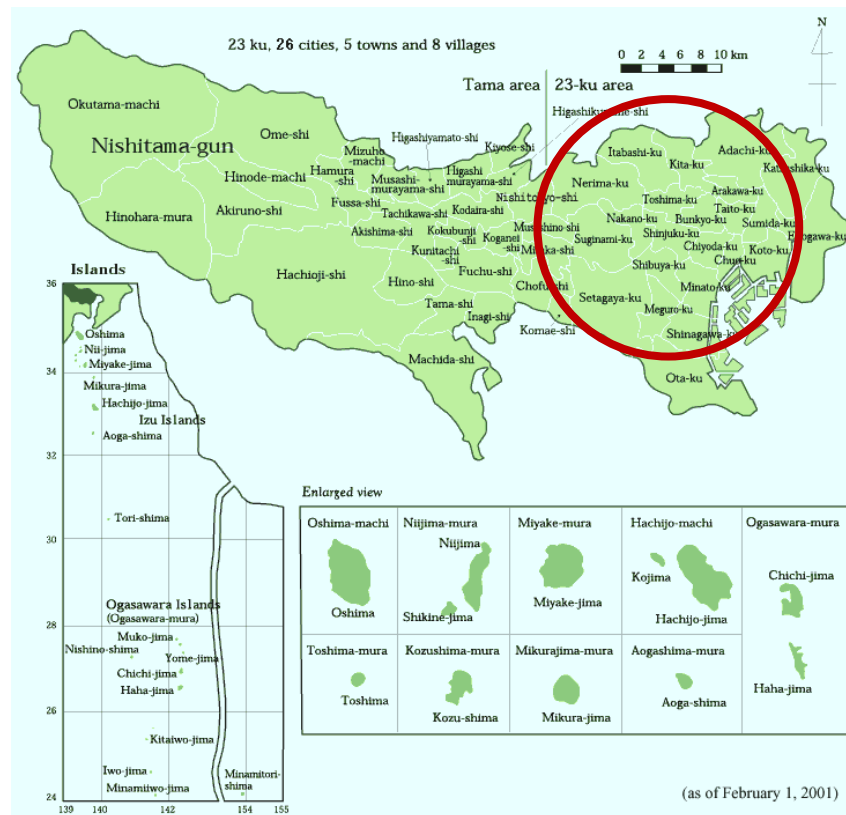 23 ku, 26 cities, 5 towns and 8 villages
N
0 2 4 6 8 10 km
Tama area
23-ku area
Okutama-machi
Nishitama-gun
Ome-shi
Mizuho
-machi
Higashiyamato-shi
Kiyose-shi
Hinode-machi
Hamura
-shi
Musashi-
murayama-shi
Higashi
murayama-shi
Fussa-shi
Hinohara-mura
Akiruno-shi
Tachikawa-shi
Kodaira-shi
Akishima-shi
Kokubunji
-shi
Koganei
-shi
Kunitachi
-shi
Hachioji-shi
Hino-shi
Fuchu-shi
Chofu-shi
Tama-shi
Inagi-shi
Komae-shi
Machida-shi
Itabashi-ku
Kita-ku
Adachi-ku
Nerima-ku
Toshima-ku
Arakawa-ku
Taito-ku
Nakano-ku
Bunkyo-ku
Sumida-ku
Suginami-ku
Shinjuku-ku
Chiyoda-ku
Koto-ku
Chuo-ku
Shibuya-ku
Setagaya-ku
Minato-ku
Meguro-ku
Shinagawa-ku
Ota-ku
Islands
36
34
32
30
28
26
24
139
140
142
154
155
Oshima
Nii-jima
Miyake-jima
Mikura-jima
Hachijo-jima
Izu Islands
Aoga-shima
Tori-shima
Ogasawara Islands
(Ogasawara-mura)
Muko-jima
Nishino-shima
Yome-jima
Chichi-jima
Haha-jima
Kitaiwo-jima
Iwo-jima
Minamiiwo-jima
Minamitori-
shima
Enlarged view
Oshima-machi
Oshima
Niijima-mura
Niijima
Shikine-jima
Miyake-mura
Miyake-jima
Hachijo-machi
Kojima
Hachijo-jima
Ogasawara-mura
Chichi-jima
Haha-jima
Toshima-mura
Toshima
Kozushima-mura
Kozu-shima
Mikurajima-mura
Mikura-jima
Aogashima-mura
Aoga-shima
(as of February 1, 2001)